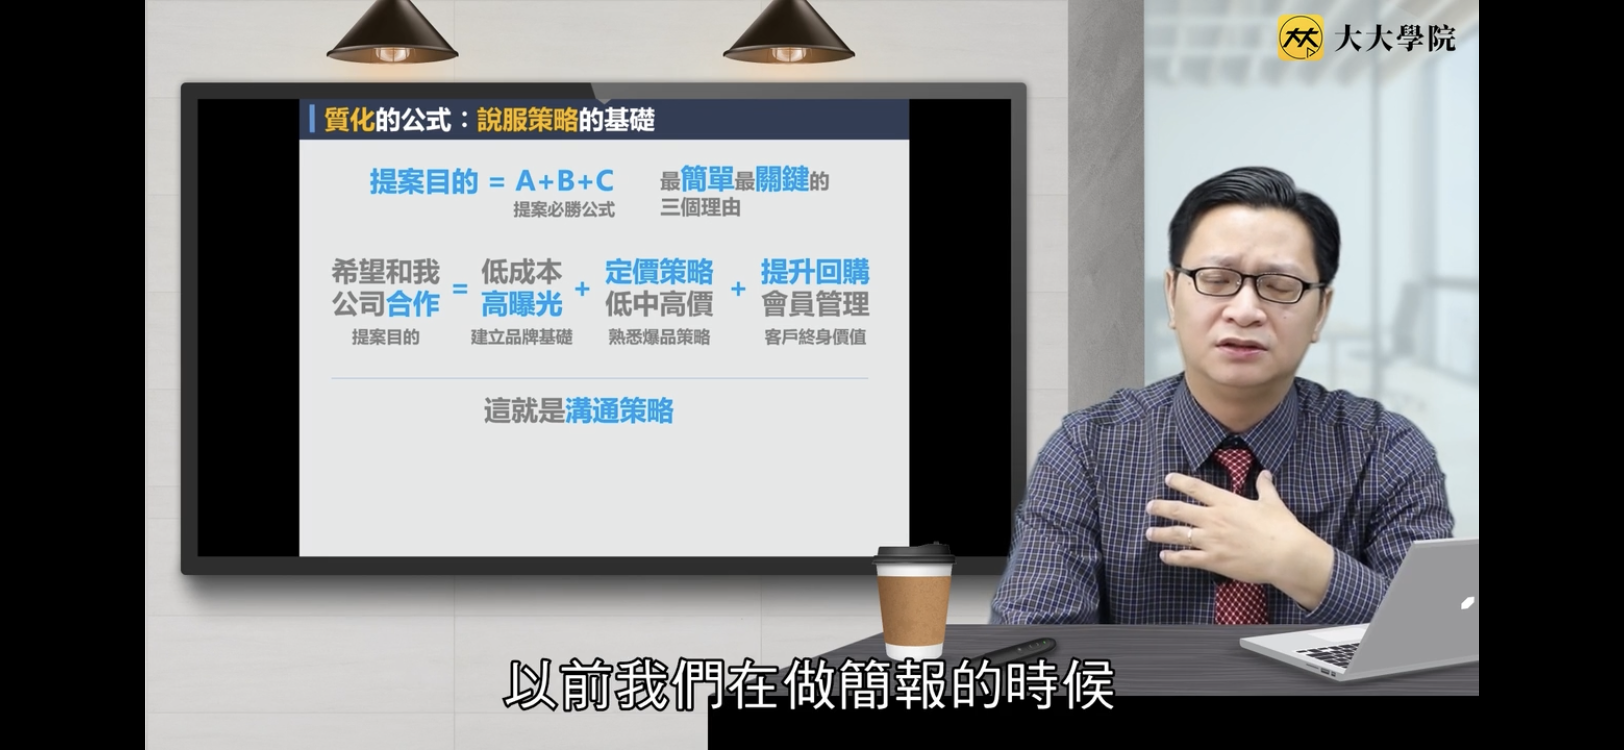 大大學院
質化的公式：說服策略的基礎
提案目的 = A+B+C
提案必勝公式
最簡單最關鍵的
三個理由
希望和我
公司合作
提案目的
=
低成本
高曝光
建立品牌基礎
+
定價策略
低中高價
熟悉爆品策略
+
提升回購
會員管理
客戶終身價值
這就是溝通策略
以前我們在做簡報的時候